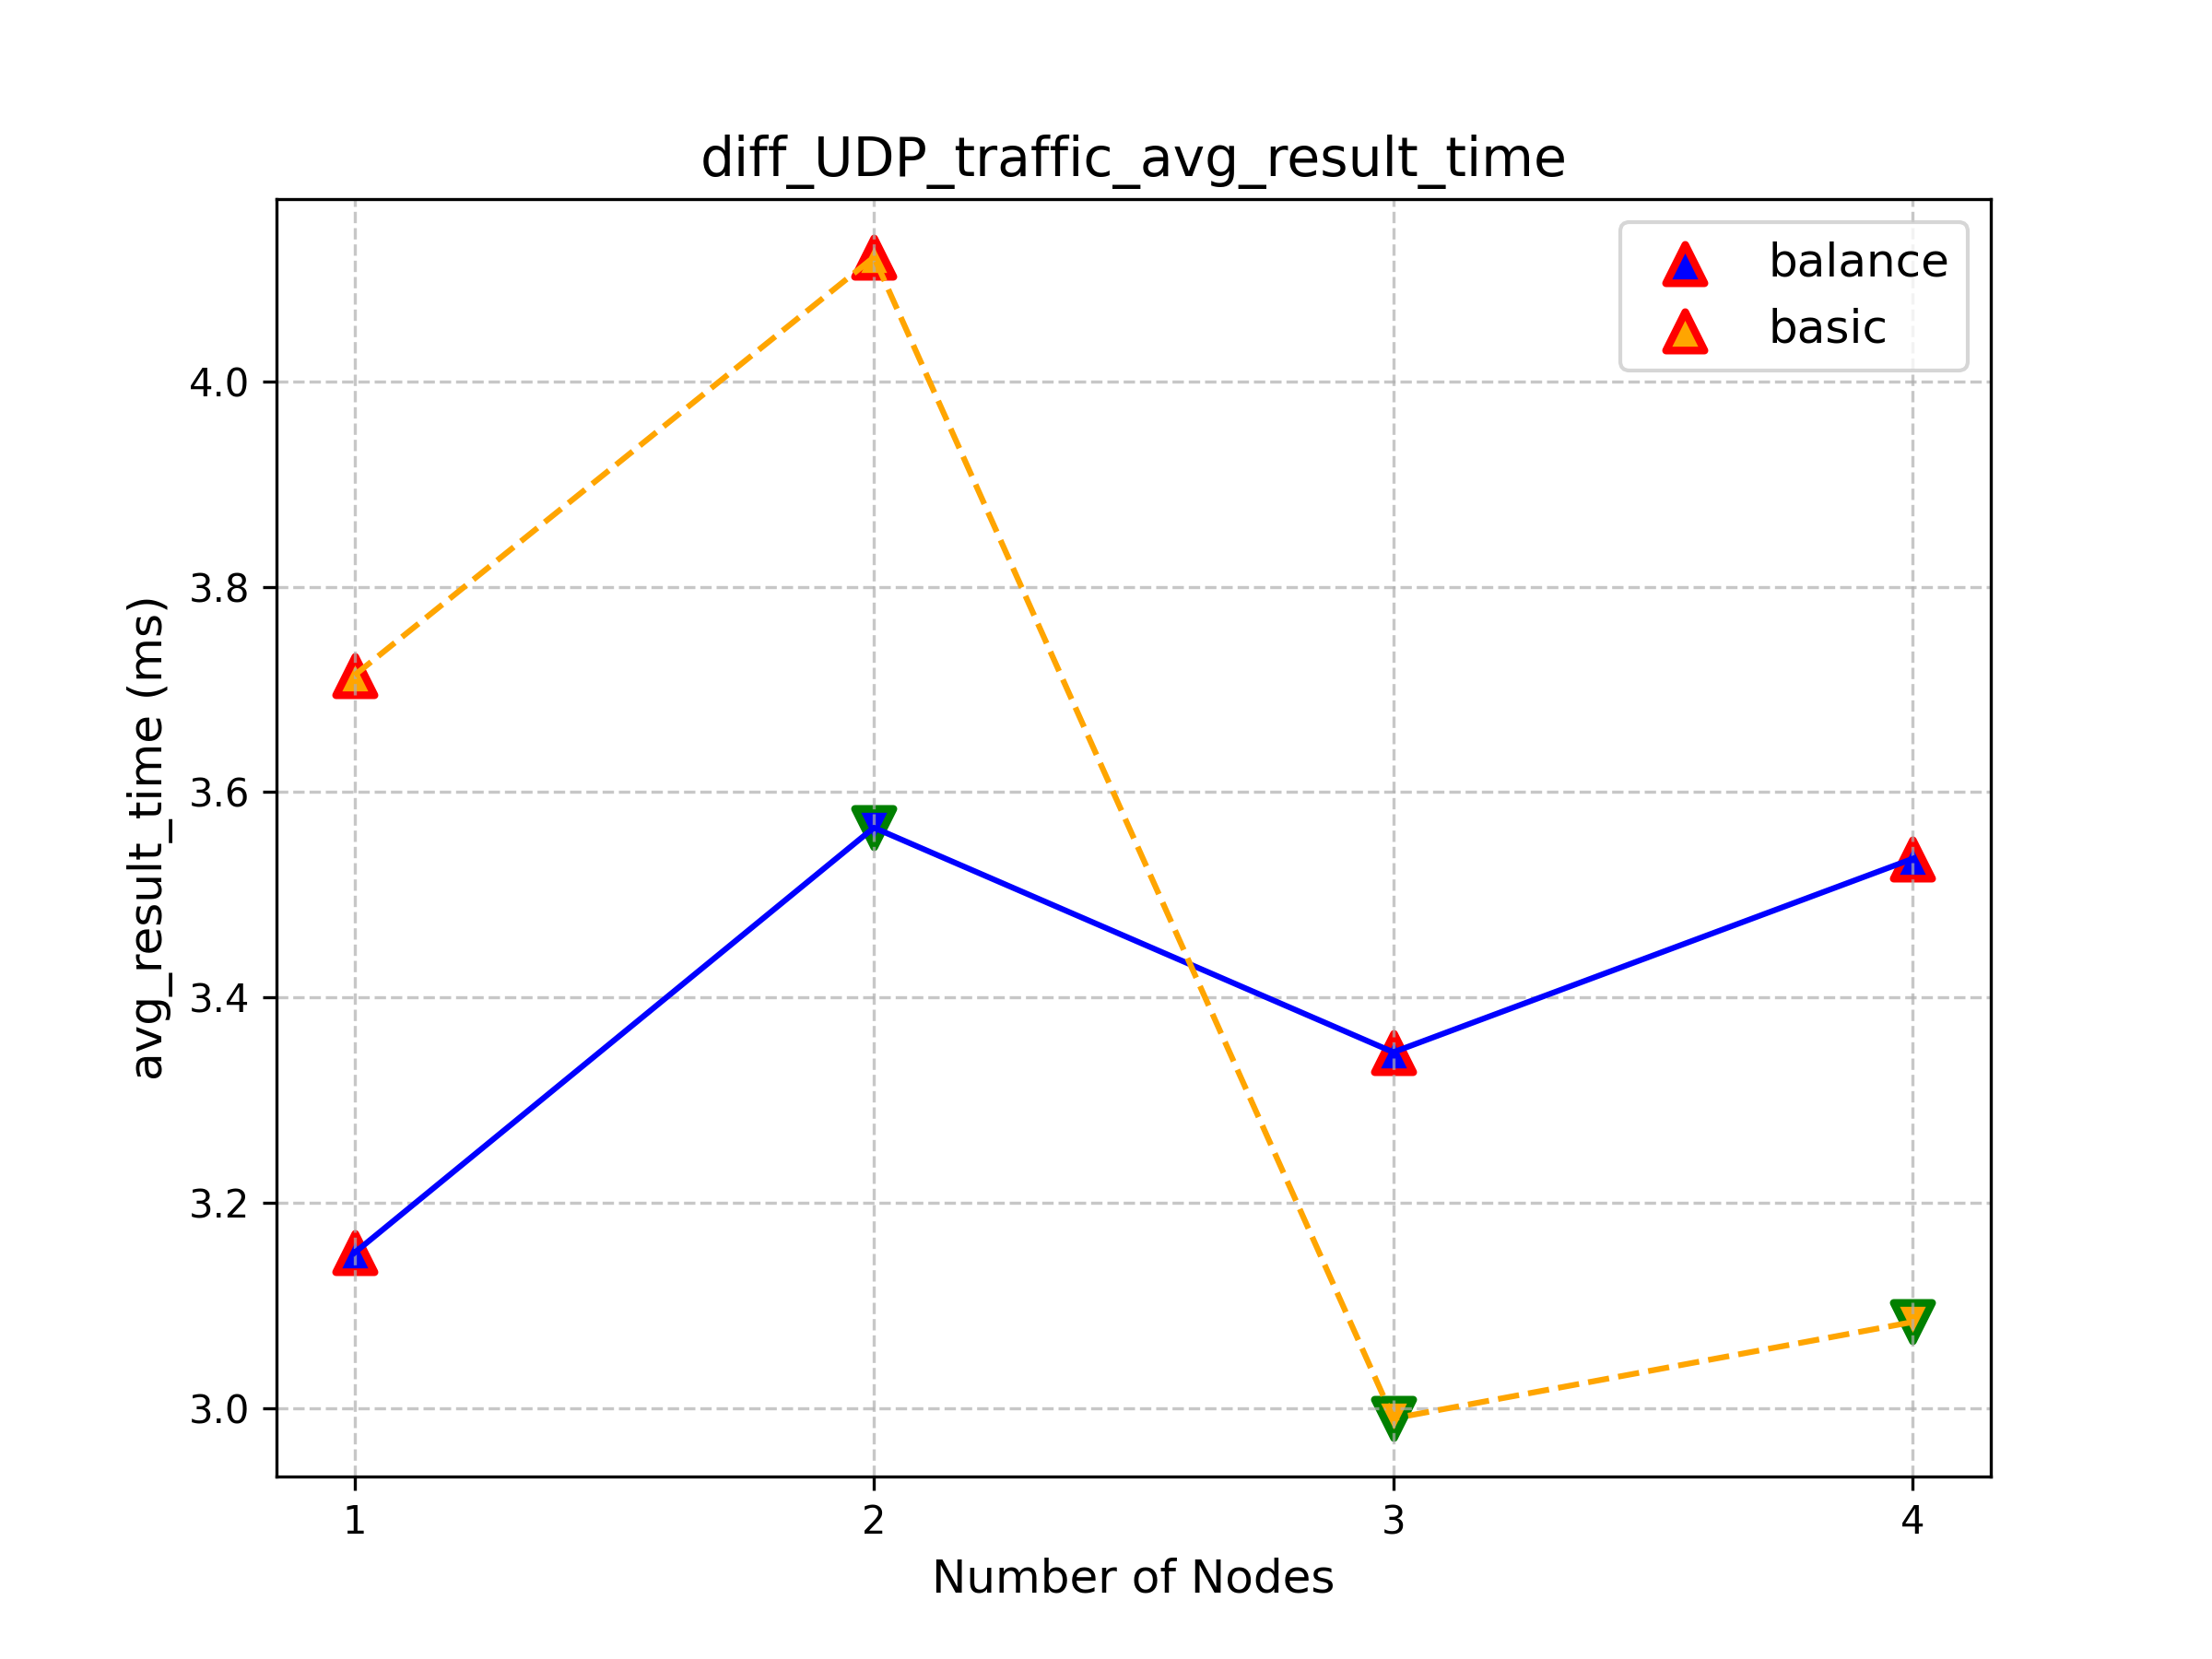 diff_UDP_traffic_avg_result_time
balance
basic
avg_result_time (ms)
4.0
3.8
3.6
3.4
3.2
3.0
1 2 3 4
Number of Nodes